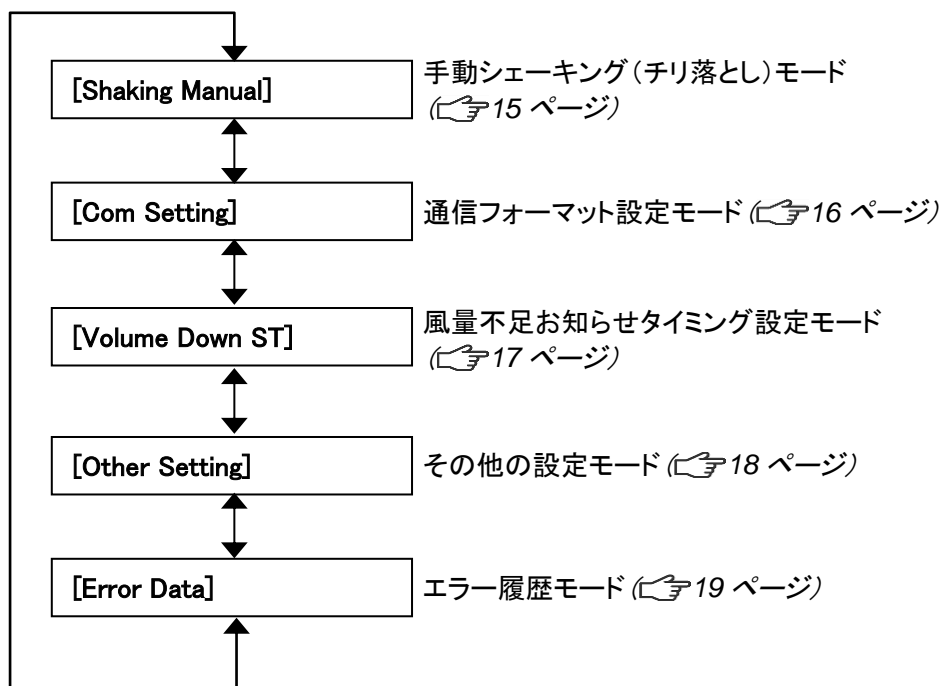 [Shaking Manual]
手動シェーキング（チリ落とし）モード
(15 ページ)
[Com Setting]
通信フォーマット設定モード(16 ページ)
[Volume Down ST]
風量不足お知らせタイミング設定モード
(17 ページ)
[Other Setting]
その他の設定モード(18 ページ)
[Error Data]
エラー履歴モード(19 ページ)